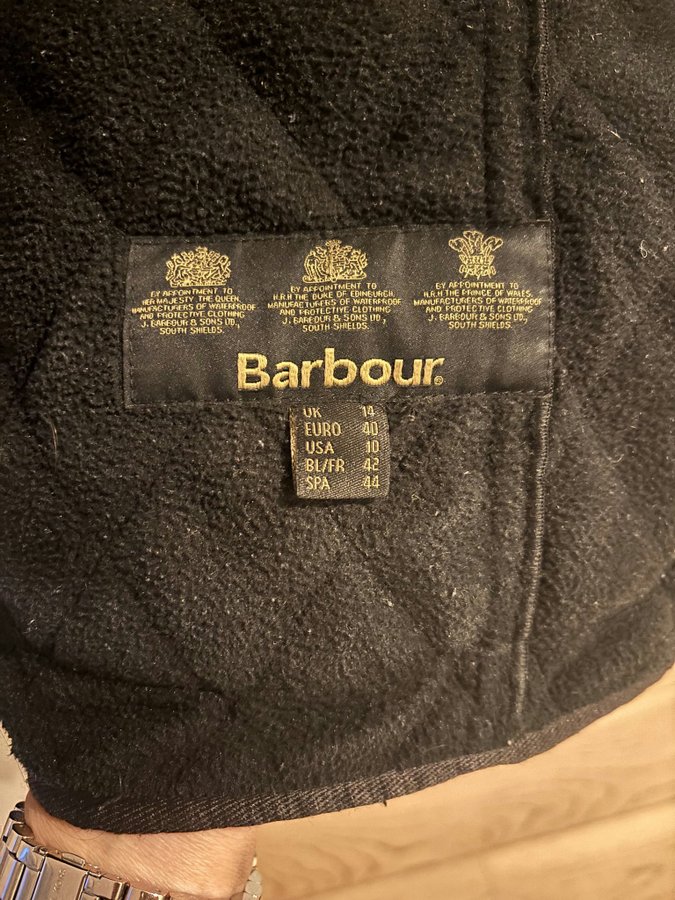 BY APPOINTMENT TO
HER MAJESTY THE QUEEN
MANUFACTURERS OF WATERPROOF
AND PROTECTIVE CLOTHING
J. BARBOUR & SONS LTD.,
SOUTH SHIELDS.
BY APPOINTMENT TO
H.R.H THE DUKE OF EDINBURGH
MANUFACTURERS OF WATERPROOF
AND PROTECTIVE CLOTHING
J. BARBOUR & SONS LTD.,
SOUTH SHIELDS.
BY APPOINTMENT TO
H.R.H. THE PRINCE OF WALES
MANUFACTURERS OF WATERPROOF
AND PROTECTIVE CLOTHING
J. BARBOUR & SONS LTD.,
SOUTH SHIELDS.
Barbour®
UK 14
EURO 40
USA 10
BL/FR 42
SPA 44